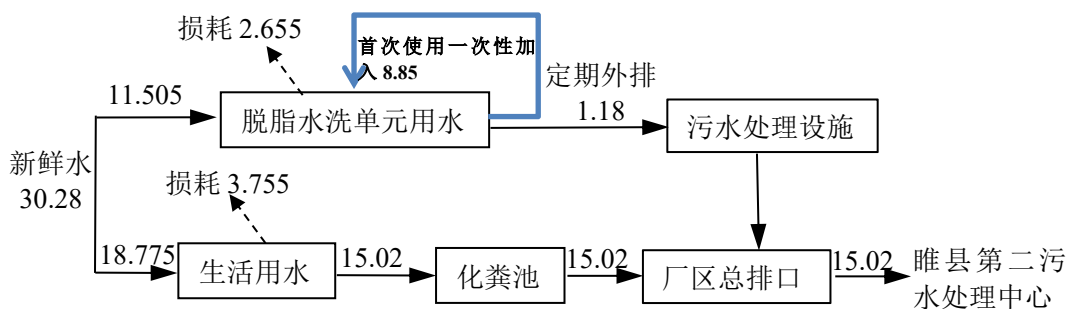 损耗 2.655
首次使用一次性加
入 8.85
定期外排
11.505
脱脂水洗单元用水
1.18
污水处理设施
新鲜水
30.28
损耗 3.755
18.775
生活用水
15.02
化粪池
15.02
厂区总排口
15.02
睢县第二污
水处理中心